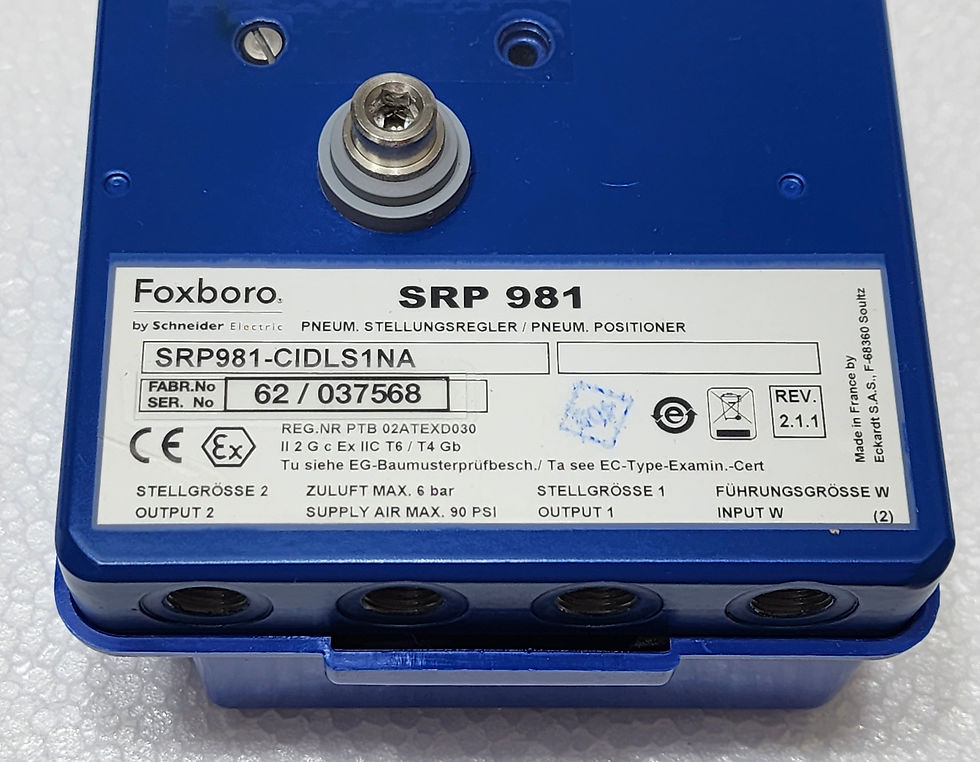 Foxboro.
by Schneider Electric
SRP 981
PNEUM. STELLUNGSREGLER / PNEUM. POSITIONER
SRP981-CIDLS1NA
FABR.No
SER. No
62 / 037568
CE
Ex
REG.NR PTB 02ATEXD030
II 2 G c Ex IIC T6 / T4 Gb
Tu siehe EG-Baumusterprüfbesch./ Ta see EC-Type-Examin.-Cert
e
REV.
2.1.1
Made in France by
Eckardt S.A.S., F-68360 Soultz
STELLGRÖSSE 2
OUTPUT 2
ZULUFT MAX. 6 bar
SUPPLY AIR MAX. 90 PSI
STELLGRÖSSE 1
OUTPUT 1
FÜHRUNGSGRÖSSE W
INPUT W
(2)